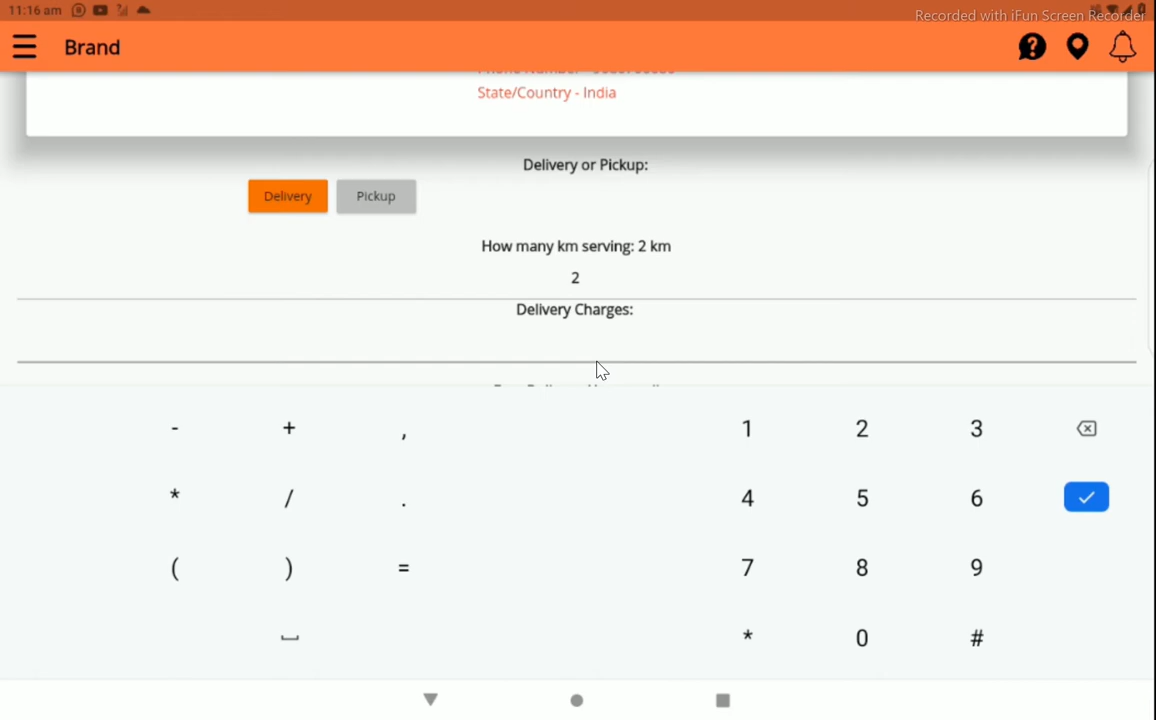 11:16 am
Recorded with iFun Screen Recorder
Brand
State/Country - India
Delivery or Pickup:
Delivery Pickup
How many km serving: 2 km
2
Delivery Charges:
- + , 1 2 3
* / . 4 5 6
( ) = 7 8 9
* 0 #